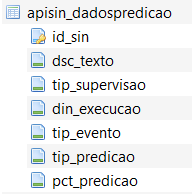 apisin_dadospredicao
id_sin
dsc_texto
tip_supervisao
din_execucao
tip_evento
tip_predicao
pct_predicao